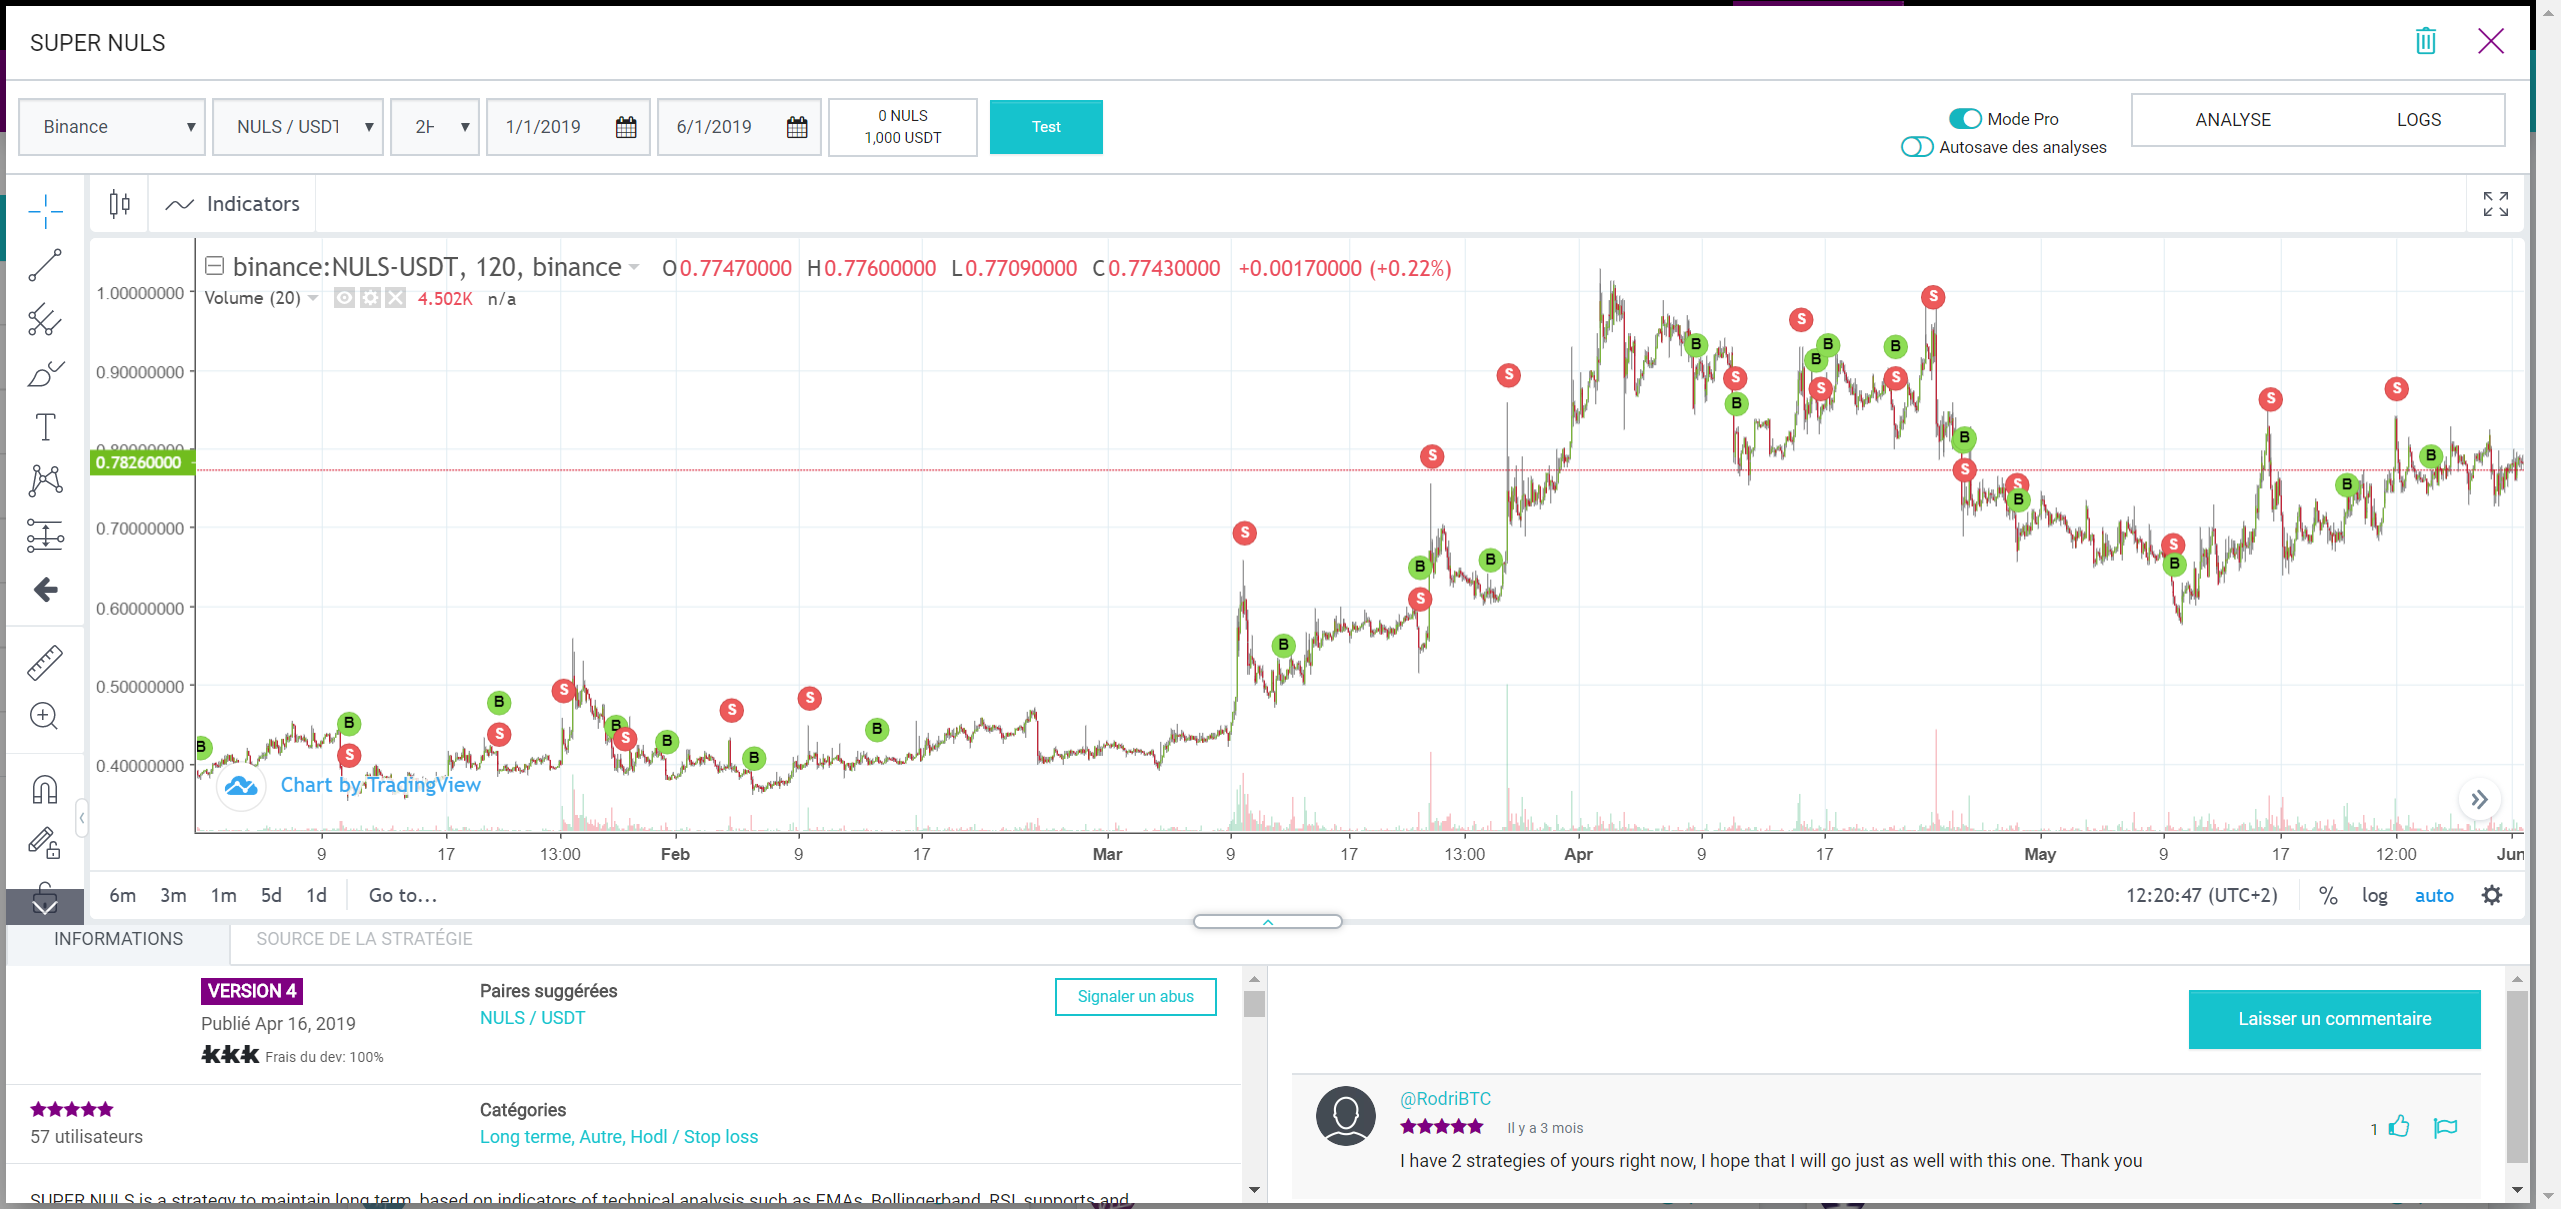 SUPER NULS
Binance
NULS / USDT
2H
1/1/2019
6/1/2019
0 NULS
1,000 USDT
Test
Mode Pro
Autosave des analyses
ANALYSE
LOGS
Indicators
binance:NULS-USDT, 120, binance O0.77470000 H0.77600000 L0.77090000 C0.77430000 +0.00170000 (+0.22%)
Volume (20) 4.502K n/a
1.00000000
0.90000000
0.80000000
0.78260000
0.70000000
0.60000000
0.50000000
0.40000000
B B S B S S B S B S B S B S B B S S B S B S B S S B S B B S S B S B S B S B S B
Chart by TradingView
9 17 13:00 Feb 9 17 Mar 9 17 13:00 Apr 9 17 May 9 17 12:00 Jun
6m 3m 1m 5d 1d Go to...
12:20:47 (UTC+2) % log auto
INFORMATIONS
SOURCE DE LA STRATÉGIE
VERSION 4
Publié Apr 16, 2019
Frais du dev: 100%
Paires suggérées
NULS / USDT
Signaler un abus
57 utilisateurs
Catégories
Long terme, Autre, Hodl / Stop loss
SUPER NULS is a strategy to maintain long term, based on indicators of technical analysis such as EMAs, Bollingerband, RSI, supports and
Laisser un commentaire
@RodriBTC
Il y a 3 mois
1
I have 2 strategies of yours right now, I hope that I will go just as well with this one. Thank you